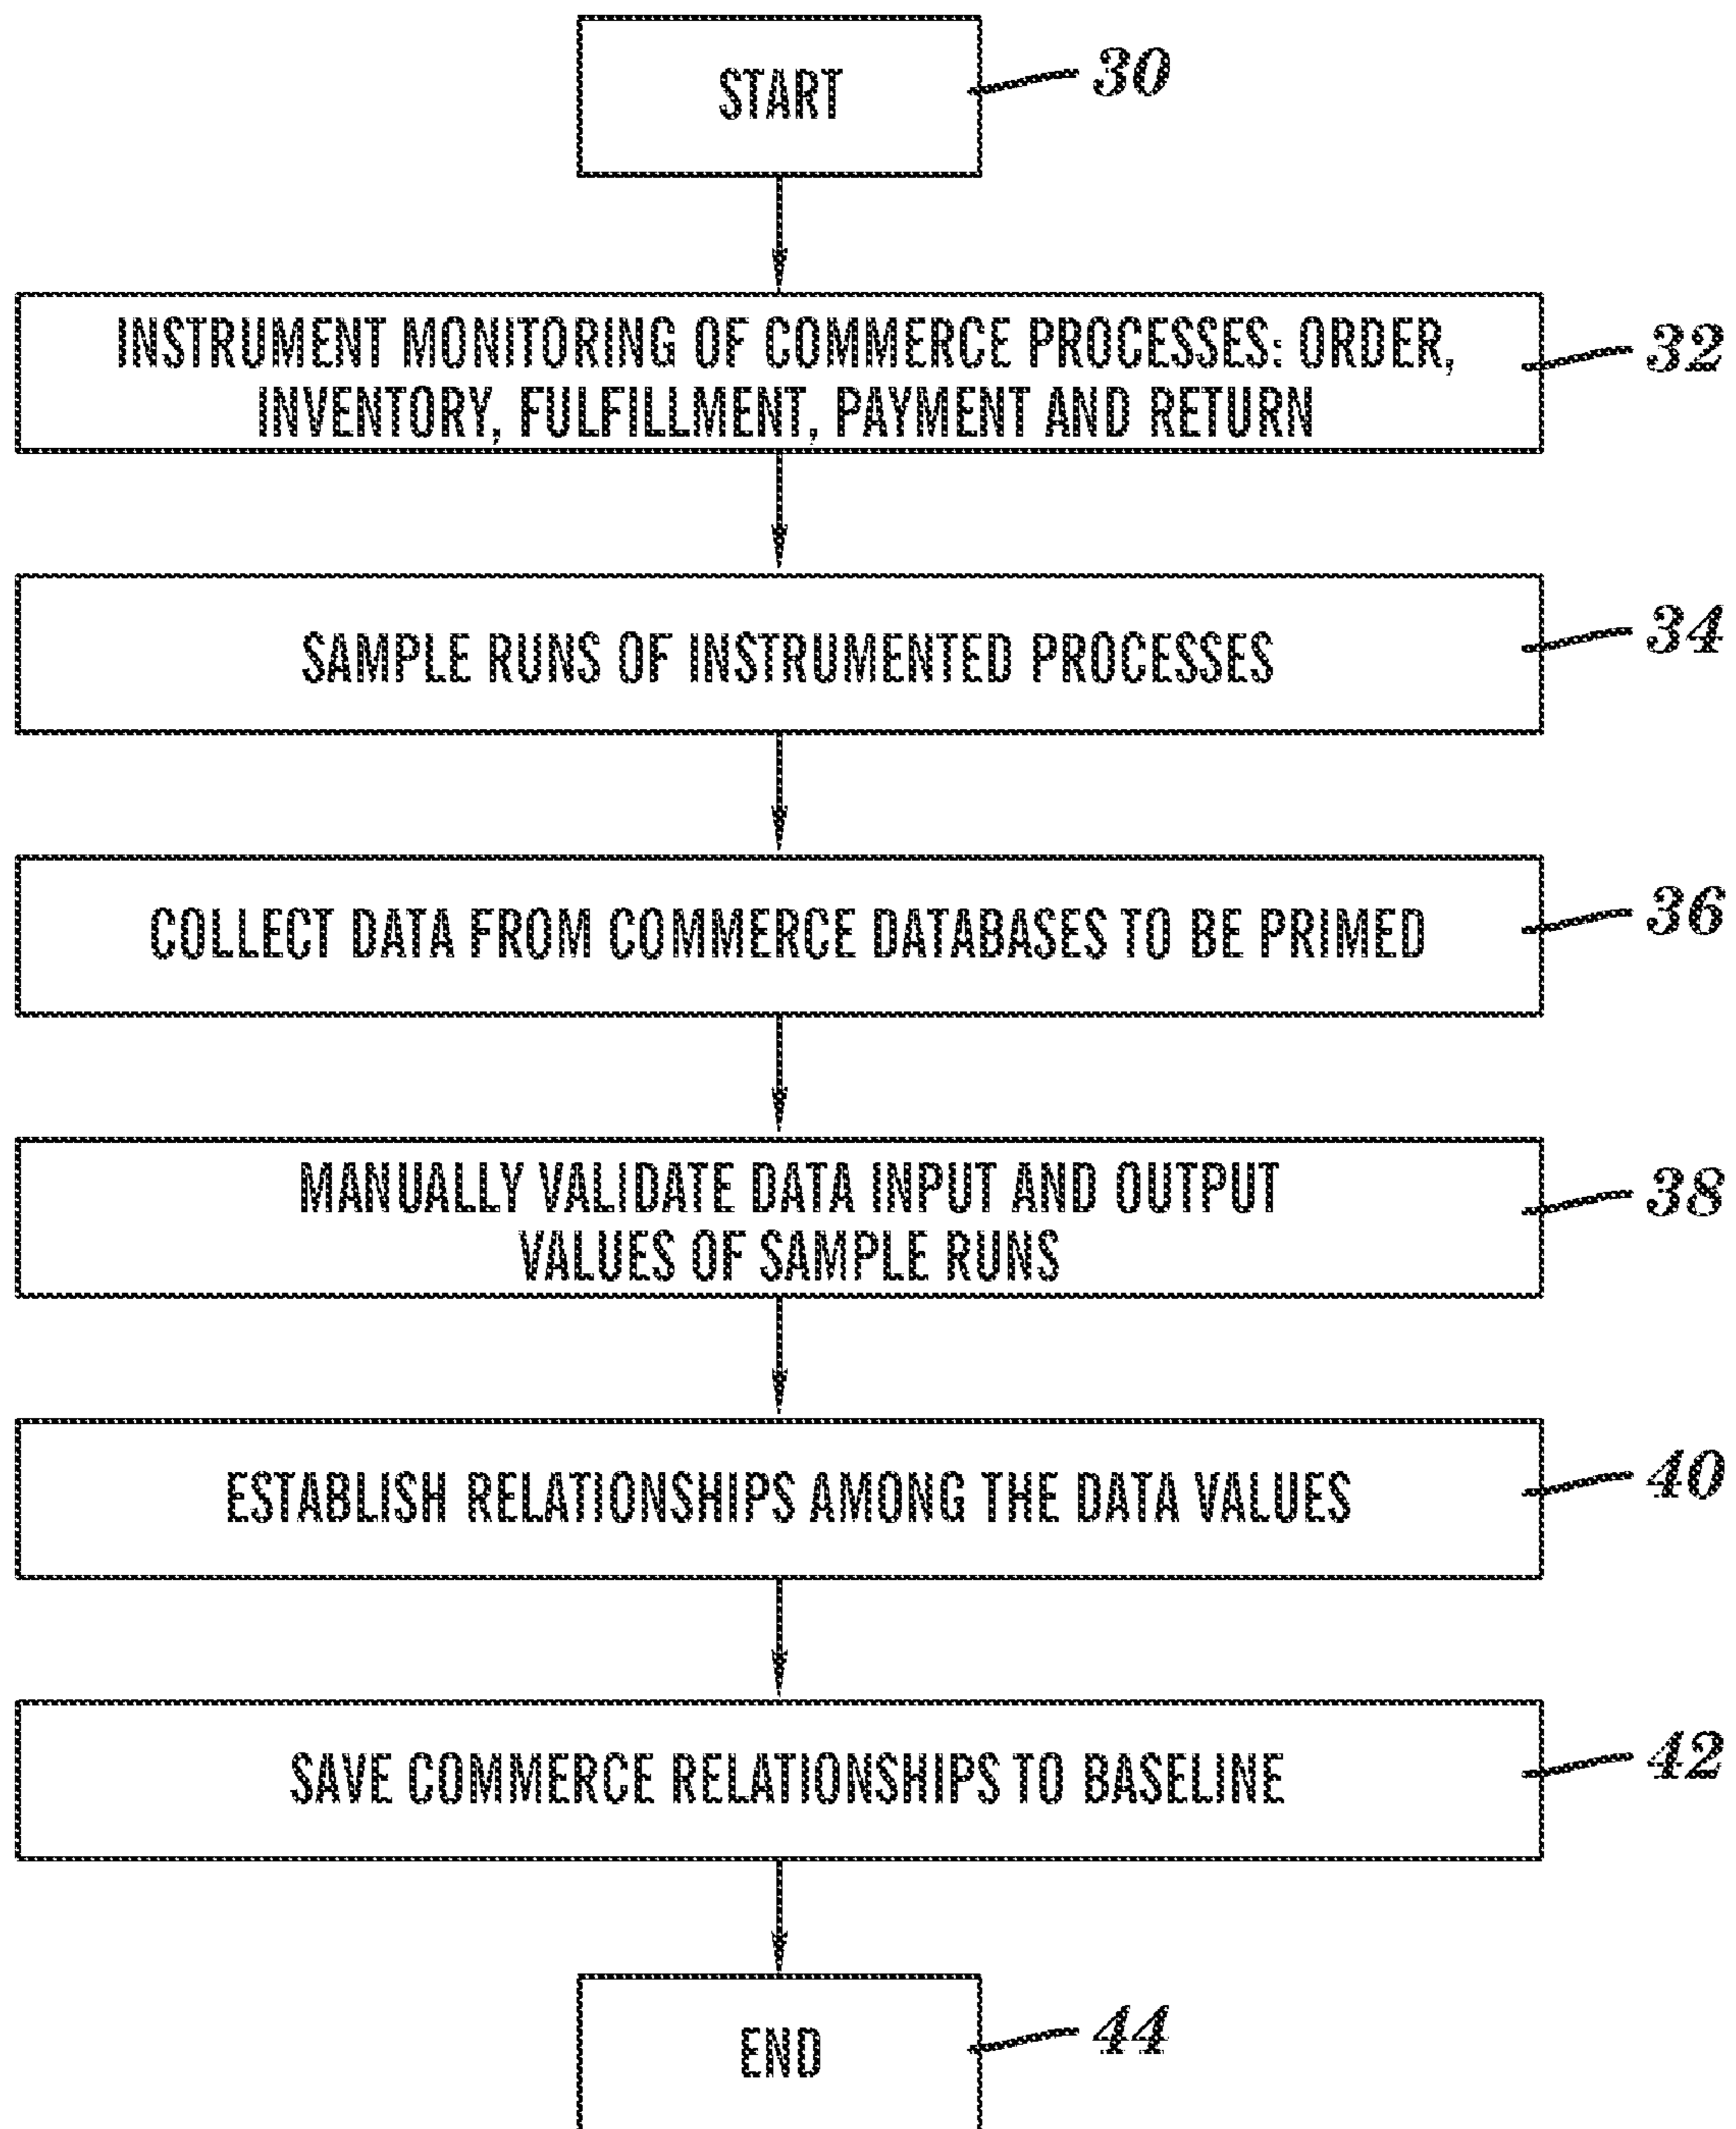 START
30
INSTRUMENT MONITORING OF COMMERCE PROCESSES: ORDER,
INVENTORY, FULFILLMENT, PAYMENT AND RETURN
32
SAMPLE RUNS OF INSTRUMENTED PROCESSES
34
COLLECT DATA FROM COMMERCE DATABASES TO BE PRIMED
36
MANUALLY VALIDATE DATA INPUT AND OUTPUT
VALUES OF SAMPLE RUNS
38
ESTABLISH RELATIONSHIPS AMONG THE DATA VALUES
40
SAVE COMMERCE RELATIONSHIPS TO BASELINE
42
END
44